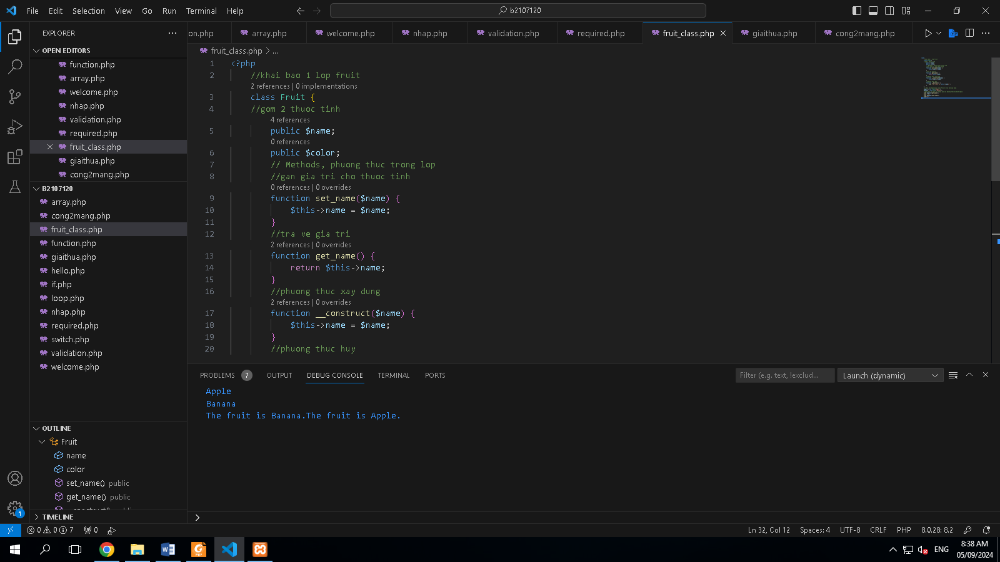 File Edit Selection View Go Run Terminal Help
b2107120
EXPLORER
on.php array.php welcome.php nhap.php validation.php required.php fruit_class.php giaithua.php cong2mang.php
OPEN EDITORS
function.php
array.php
welcome.php
nhap.php
validation.php
required.php
fruit_class.php
giaithua.php
cong2mang.php
B2107120
array.php
cong2mang.php
fruit_class.php
function.php
giaithua.php
hello.php
if.php
loop.php
nhap.php
required.php
switch.php
validation.php
welcome.php
OUTLINE
Fruit
name
color
set_name() public
get_name() public
TIMELINE
fruit_class.php > ...
1 <?php
2 //khai bao 1 lop fruit
2 references | 0 implementations
3 class Fruit {
4 //gom 2 thuoc tinh
4 references
5 public $name;
0 references
6 public $color;
7 // Methods, phuong thuc trong lop
8 //gan gia tri cho thuoc tinh
0 references | 0 overrides
9 function set_name($name) {
10 $this->name = $name;
11 }
12 //tra ve gia tri
2 references | 0 overrides
13 function get_name() {
14 return $this->name;
15 }
16 //phuong thuc xay dung
2 references | 0 overrides
17 function __construct($name) {
18 $this->name = $name;
19 }
20 //phuong thuc huy
PROBLEMS 7 OUTPUT DEBUG CONSOLE TERMINAL PORTS
Filter (e.g. text, !exclud... Launch (dynamic)
Apple
Banana
The fruit is Banana.The fruit is Apple.
1
0 0 7 0
Ln 32, Col 12 Spaces: 4 UTF-8 CRLF PHP 8.0.28: 8.2
ENG
8:38 AM
05/09/2024